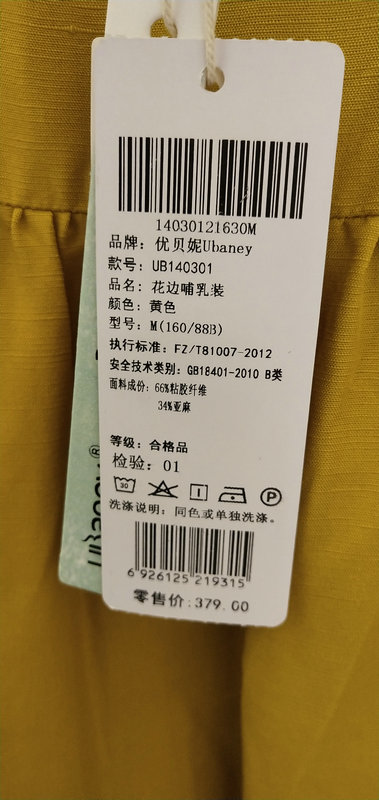 14030121630M
品牌：优贝妮Ubaney
款号：UB140301
品名：花边哺乳装
颜色：黄色
型号：M(160/88B)
执行标准：FZ/T81007-2012
安全技术类别：GB18401-2010 B类
面料成份：66%粘胶纤维
34%亚麻
等级：合格品
检验：01
30
P
洗涤说明：同色或单独洗涤。
6 926125 219315
零售价：379.00